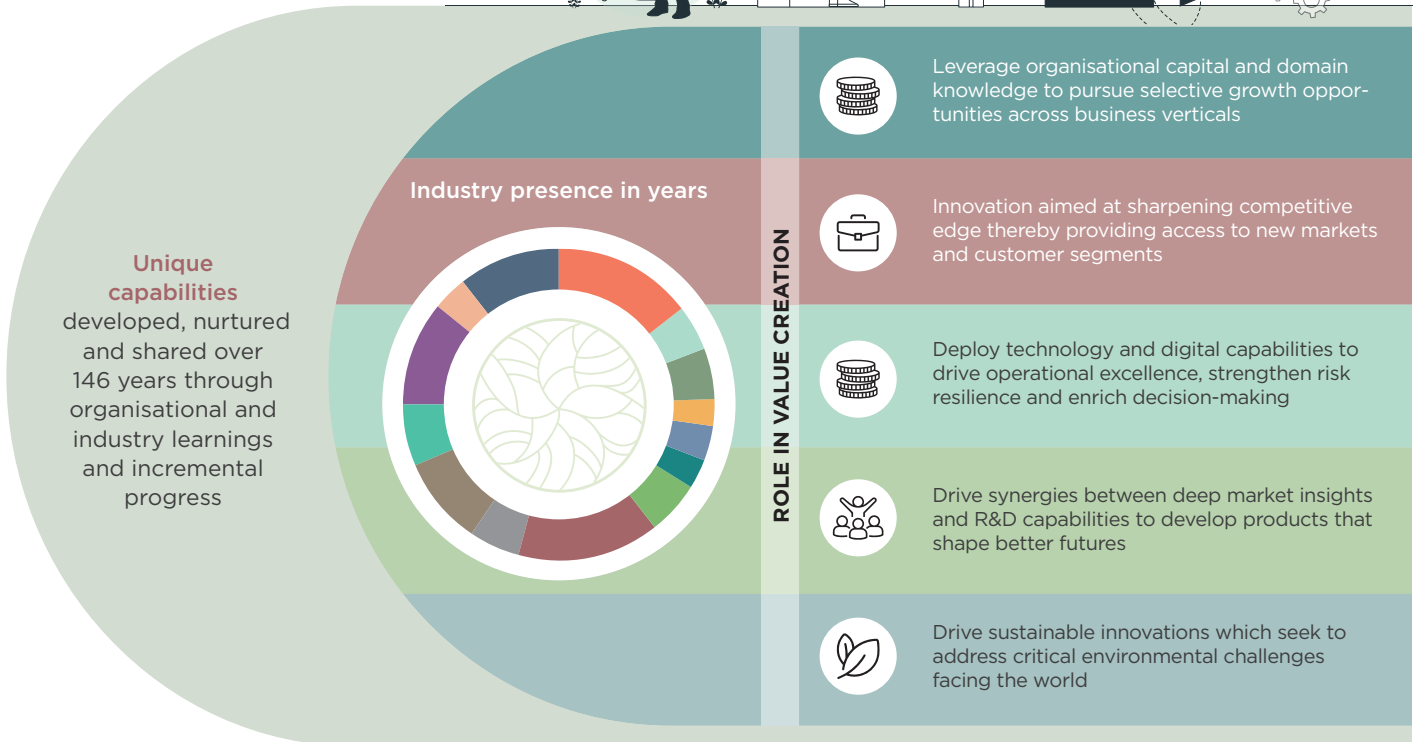 Unique
capabilities
developed, nurtured
and shared over
146 years through
organisational and
industry learnings
and incremental
progress
Industry presence in years
ROLE IN VALUE CREATION
Leverage organisational capital and domain
knowledge to pursue selective growth oppor-
tunities across business verticals
Innovation aimed at sharpening competitive
edge thereby providing access to new markets
and customer segments
Deploy technology and digital capabilities to
drive operational excellence, strengthen risk
resilience and enrich decision-making
Drive synergies between deep market insights
and R&D capabilities to develop products that
shape better futures
Drive sustainable innovations which seek to
address critical environmental challenges
facing the world